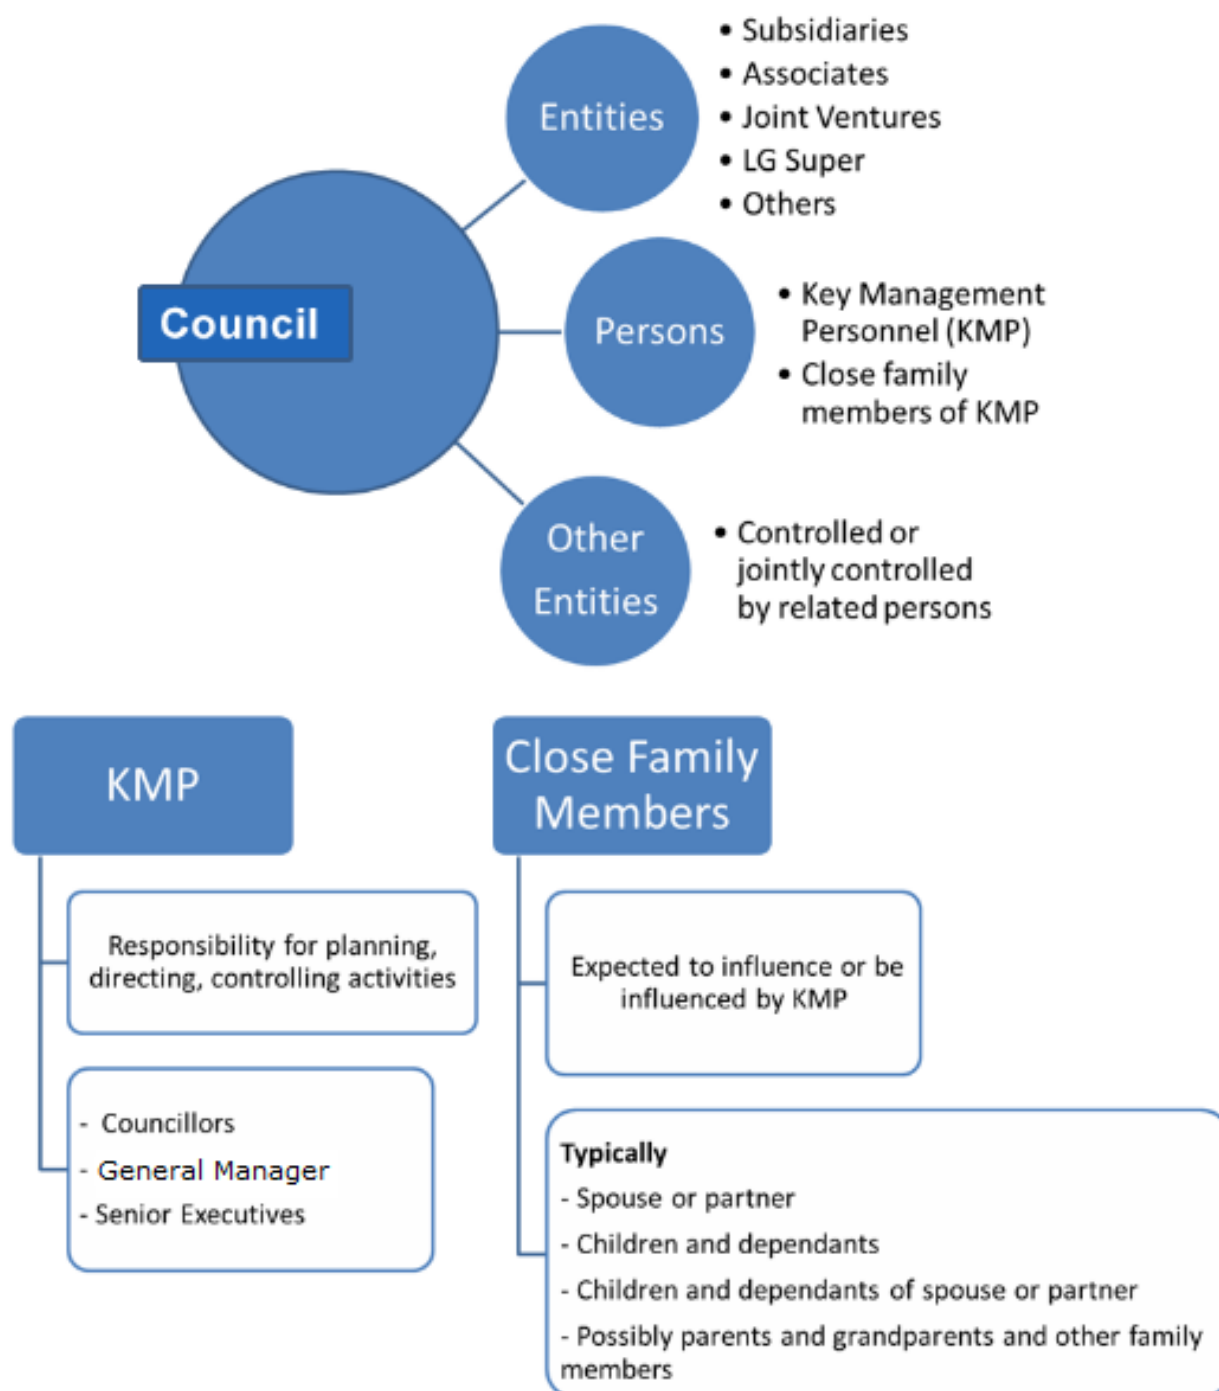 Entities
• Subsidiaries
• Associates
• Joint Ventures
• LG Super
• Others
Council
Persons
• Key Management
Personnel (KMP)
• Close family
members of KMP
Other
Entities
• Controlled or
jointly controlled
by related persons
KMP
Responsibility for planning,
directing, controlling activities
- Councillors
- General Manager
- Senior Executives
Close Family
Members
Expected to influence or be
influenced by KMP
Typically
- Spouse or partner
- Children and dependants
- Children and dependants of spouse or partner
- Possibly parents and grandparents and other family
members